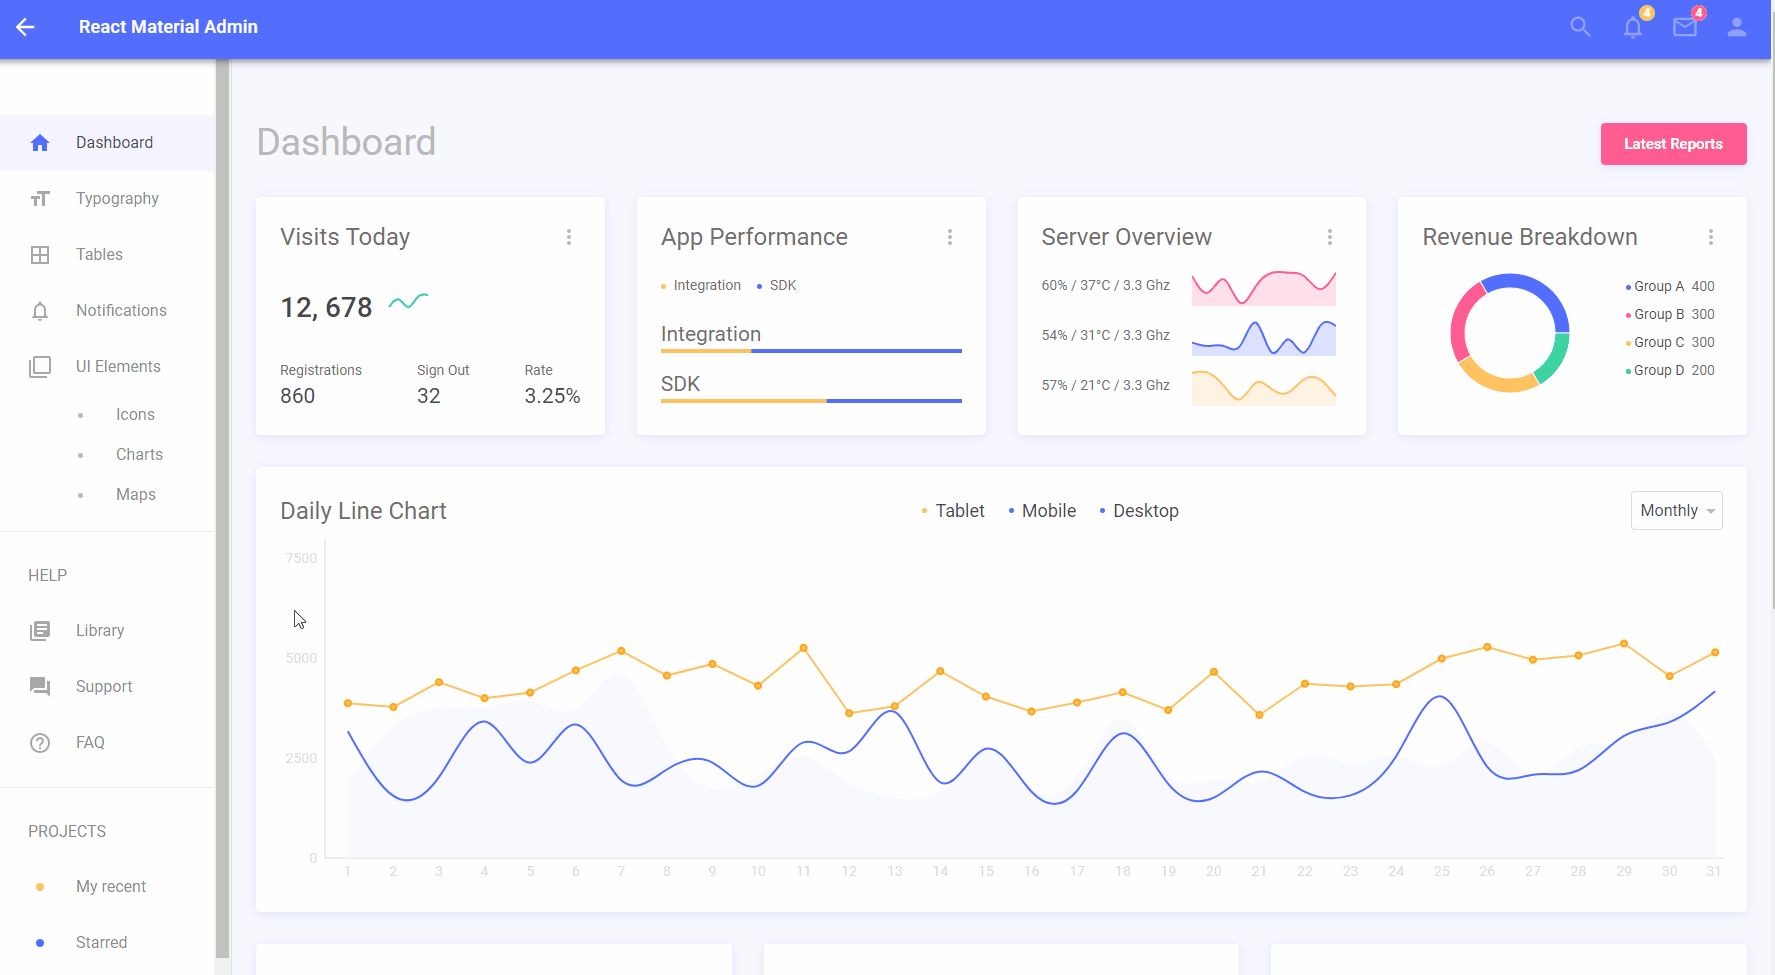 React Material Admin
4
4
Dashboard
Typography
Tables
Notifications
UI Elements
Icons
Charts
Maps
HELP
Library
Support
FAQ
PROJECTS
My recent
Starred
Dashboard
Latest Reports
Visits Today
12, 678
Registrations Sign Out Rate
860 32 3.25%
App Performance
Integration SDK
Integration
SDK
Server Overview
60% / 37°C / 3.3 Ghz
54% / 31°C / 3.3 Ghz
57% / 21°C / 3.3 Ghz
Revenue Breakdown
Group A 400
Group B 300
Group C 300
Group D 200
Daily Line Chart
Tablet Mobile Desktop
Monthly
7500
5000
2500
0
1 2 3 4 5 6 7 8 9 10 11 12 13 14 15 16 17 18 19 20 21 22 23 24 25 26 27 28 29 30 31